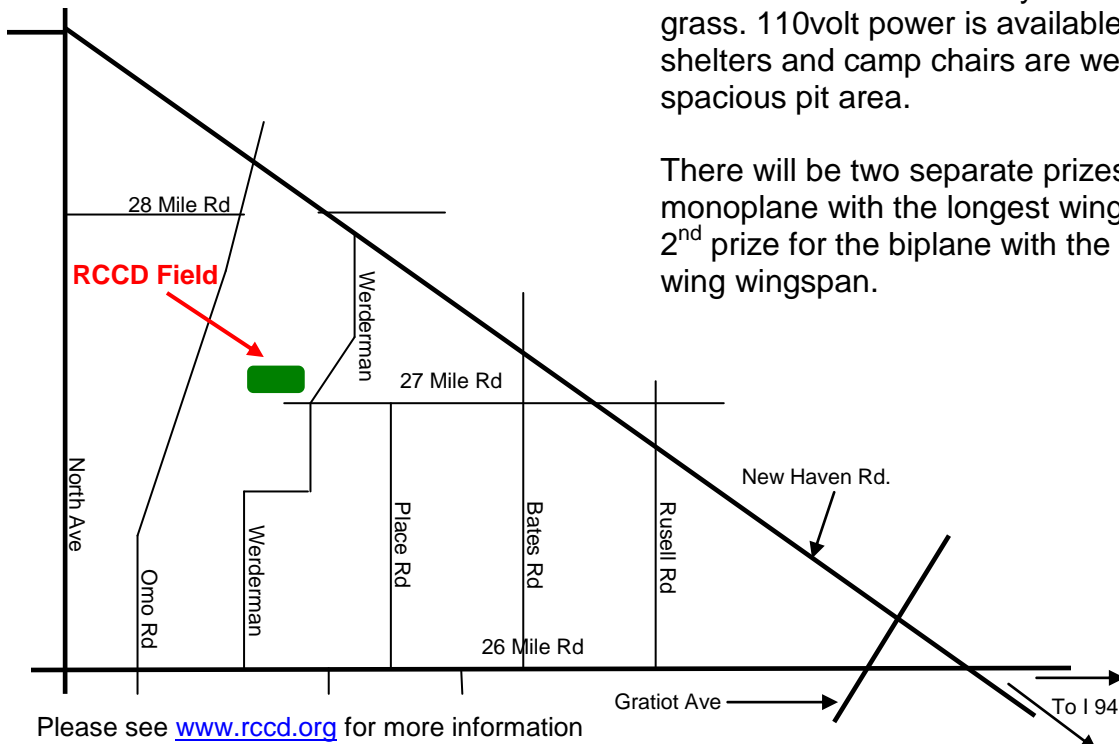 grass. 110volt power is available
shelters and camp chairs are we
spacious pit area.
There will be two separate prizes
monoplane with the longest wing
2nd prize for the biplane with the
wing wingspan.
28 Mile Rd
RCCD Field
Werderman
27 Mile Rd
North Ave
New Haven Rd.
Omo Rd
Werderman
Place Rd
Bates Rd
Rusell Rd
26 Mile Rd
Gratiot Ave
To I 94
Please see www.rccd.org for more information